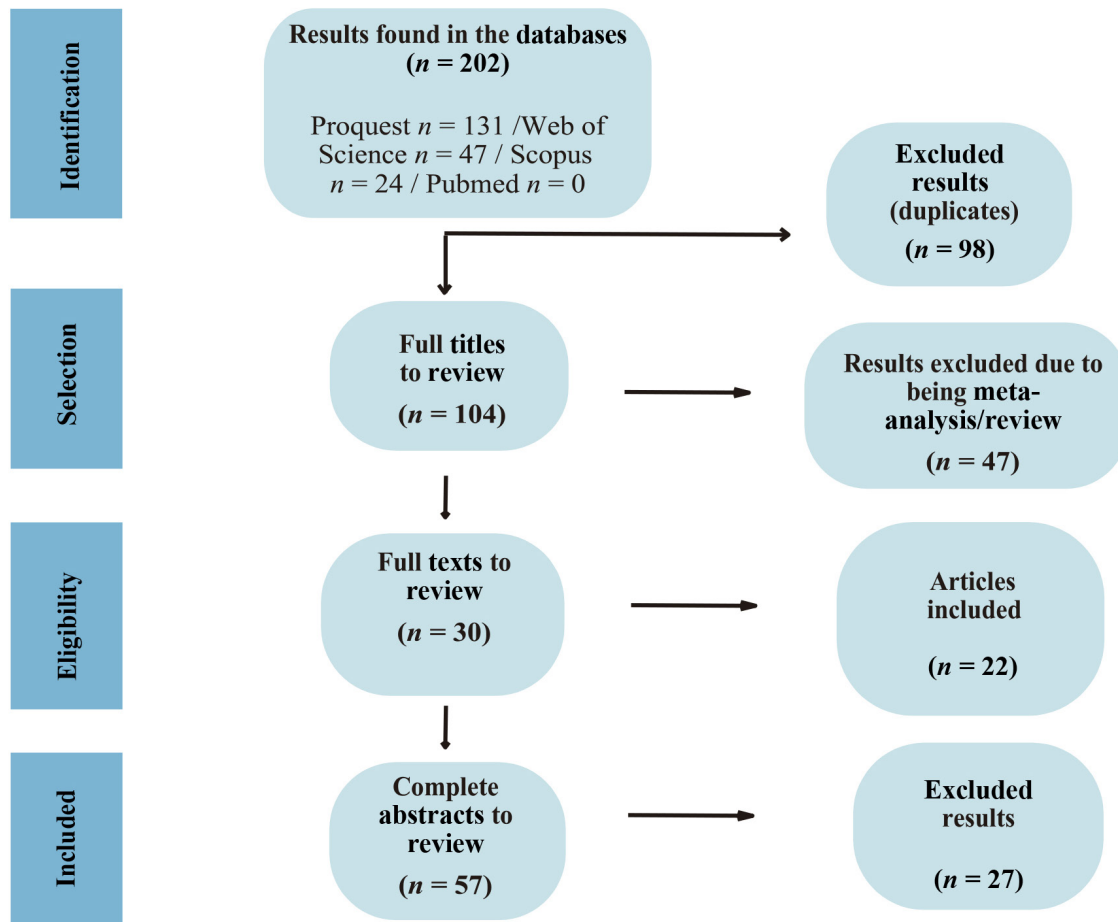 Identification
Results found in the databases
(n = 202)
Proquest n = 131 /Web of
Science n = 47 / Scopus
n = 24 / Pubmed n = 0
Excluded
results
(duplicates)
(n = 98)
Selection
Full titles
to review
(n = 104)
Results excluded due to
being meta-
analysis/review
(n = 47)
Eligibility
Full texts to
review
(n = 30)
Articles
included
(n = 22)
Included
Complete
abstracts to
review
(n = 57)
Excluded
results
(n = 27)